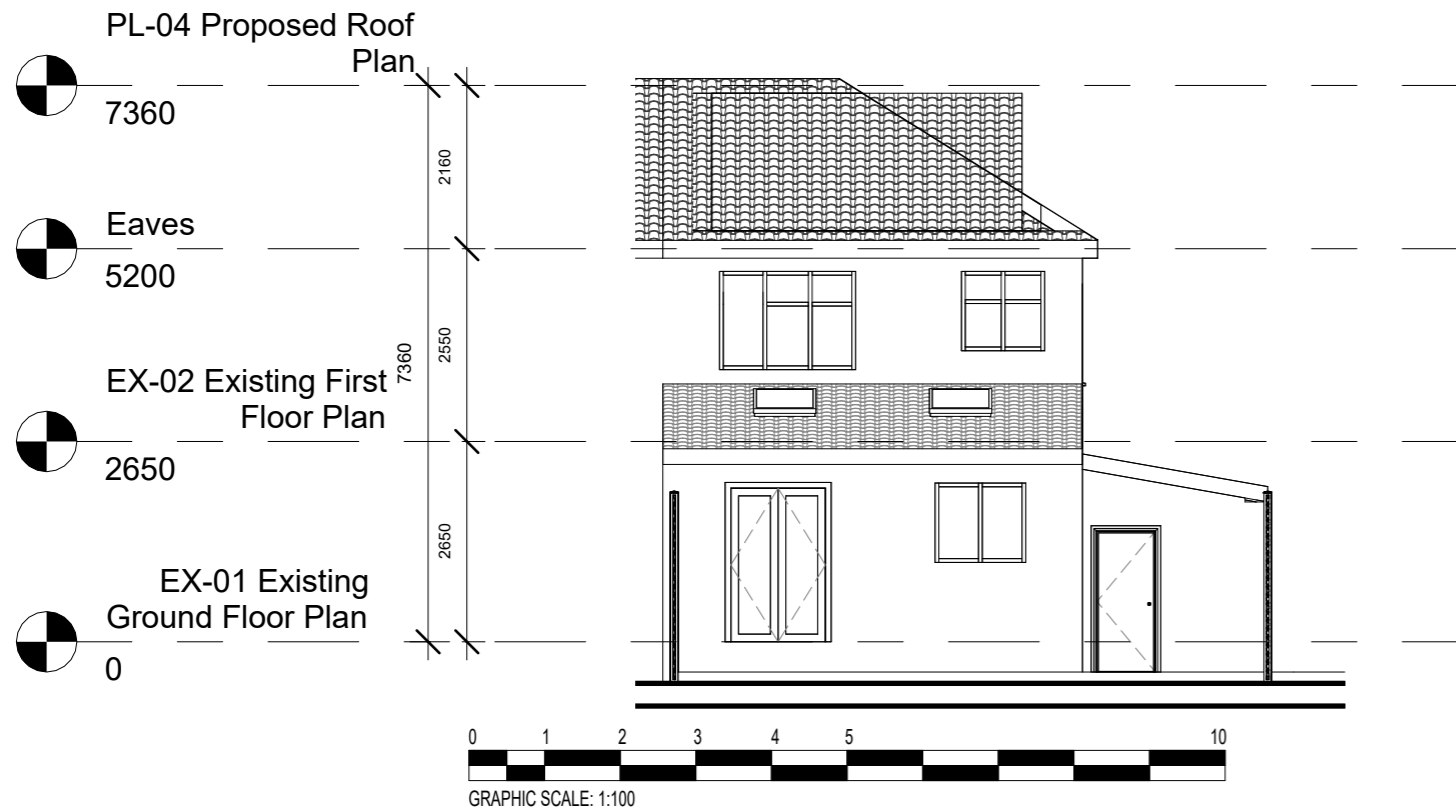 PL-04 Proposed Roof
Plan
7360
2160
Eaves
5200
2550
7360
EX-02 Existing First
Floor Plan
2650
2650
EX-01 Existing
Ground Floor Plan
0
0 1 2 3 4 5 10
GRAPHIC SCALE: 1:100